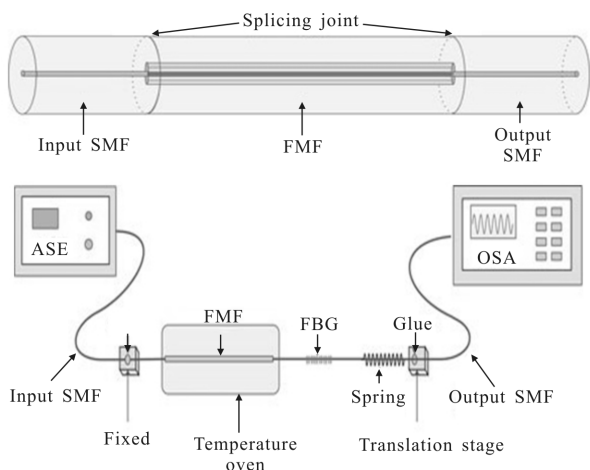 Splicing joint
Input SMF
FMF
Output
SMF
ASE
OSA
FMF
FBG
Glue
Input SMF
Spring
Output SMF
Fixed
Temperature
oven
Translation stage